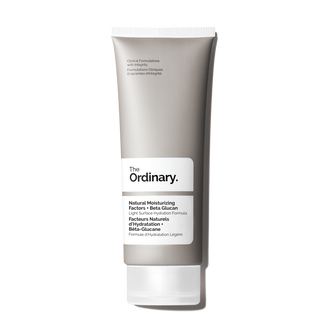 Clinical Formulations
with Integrity.
Formulations Cliniques
Empreintes d'Intégrité.
The
Ordinary.
Natural Moisturizing
Factors + Beta Glucan
Light Surface-Hydration Formula
Facteurs Naturels
d'Hydratation +
Bêta-Glucane
Formule d'Hydratation Légère